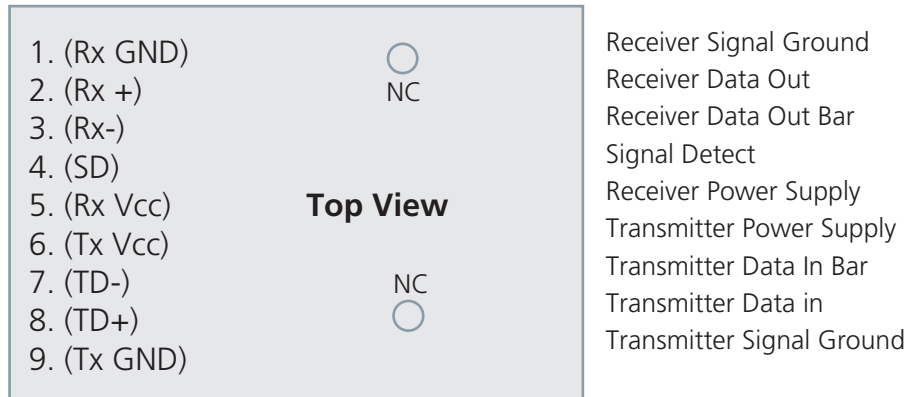 1. (Rx GND)
2. (Rx +)
NC
3. (Rx-)
4. (SD)
5. (Rx Vcc)
Top View
6. (Tx Vcc)
7. (TD-)
NC
8. (TD+)
9. (Tx GND)
Receiver Signal Ground
Receiver Data Out
Receiver Data Out Bar
Signal Detect
Receiver Power Supply
Transmitter Power Supply
Transmitter Data In Bar
Transmitter Data in
Transmitter Signal Ground